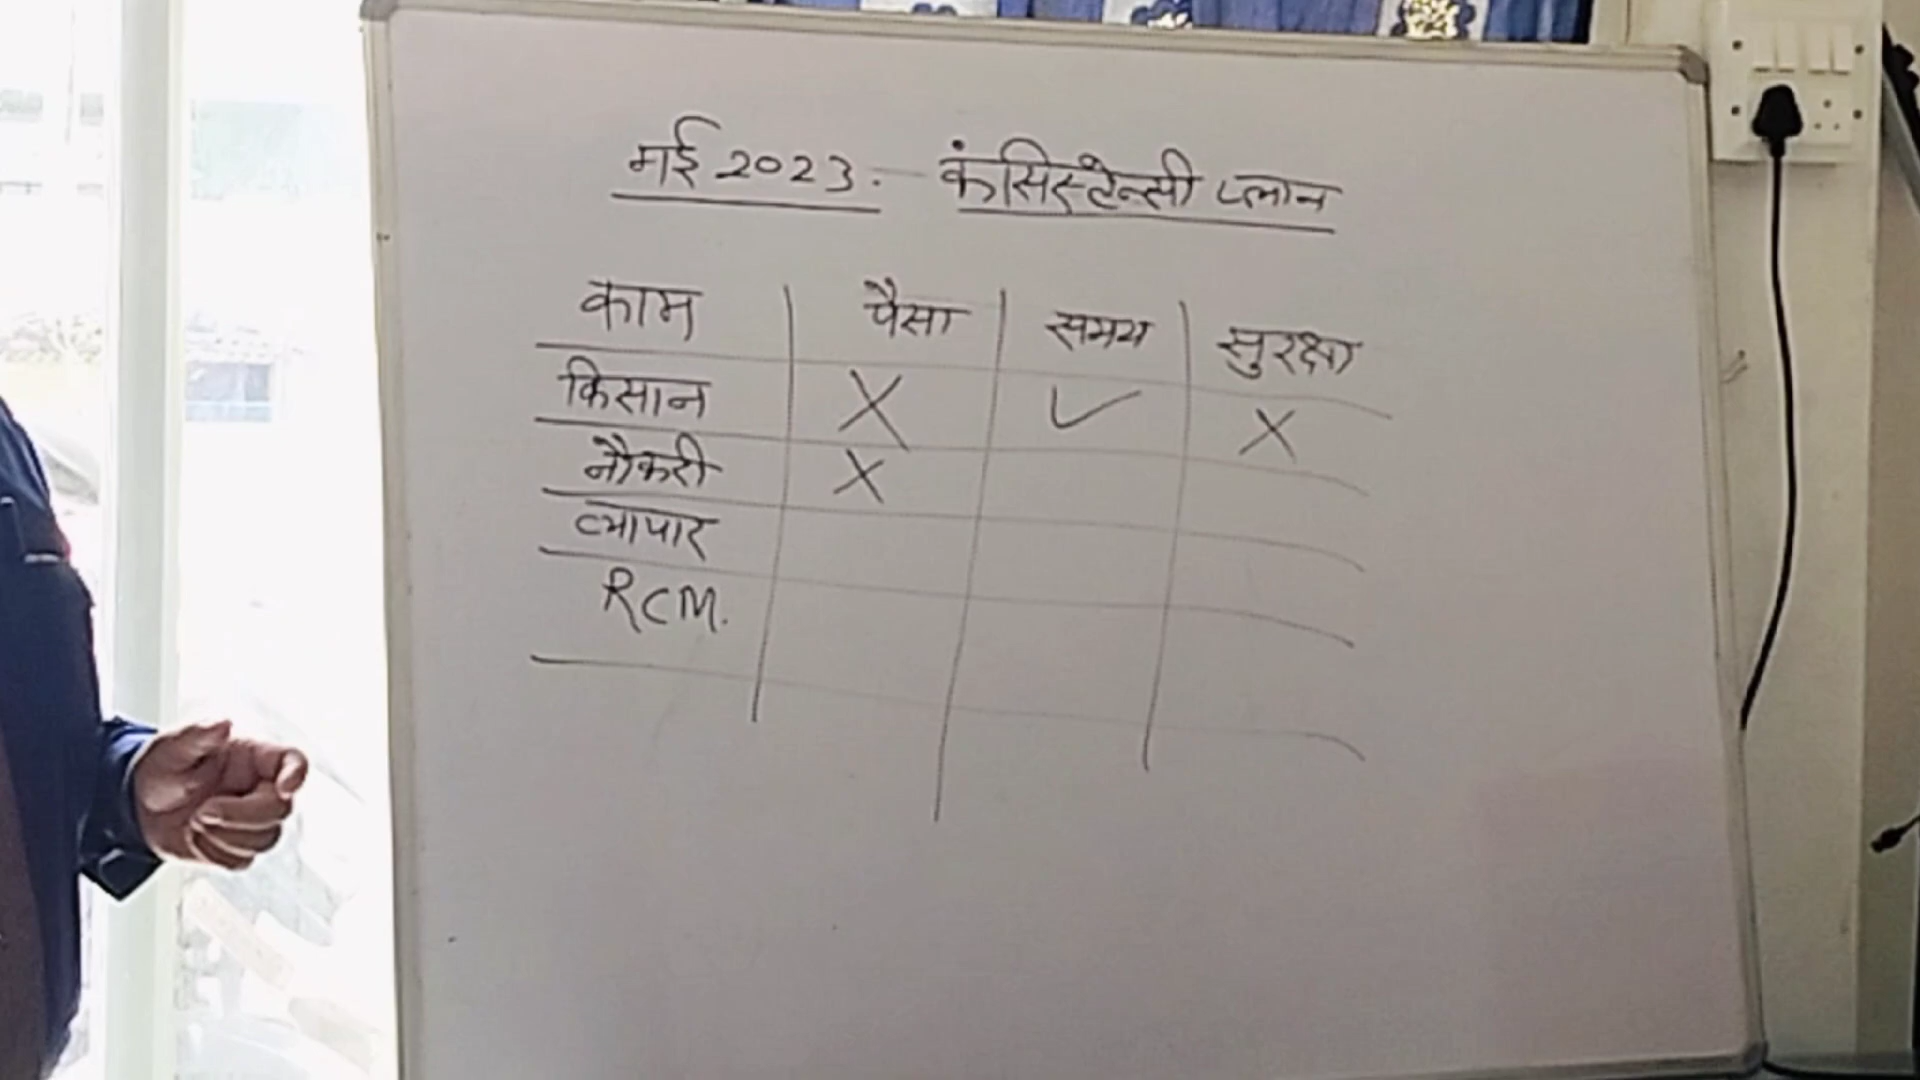 मई 2023. कंसिस्टेन्सी प्लान
काम पैसा समय सुरक्षा
किसान X ✓ X
नौकरी X
व्यापार
RCM.